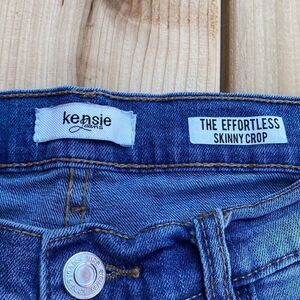 kensie
jeans
THE EFFORTLESS
SKINNY CROP